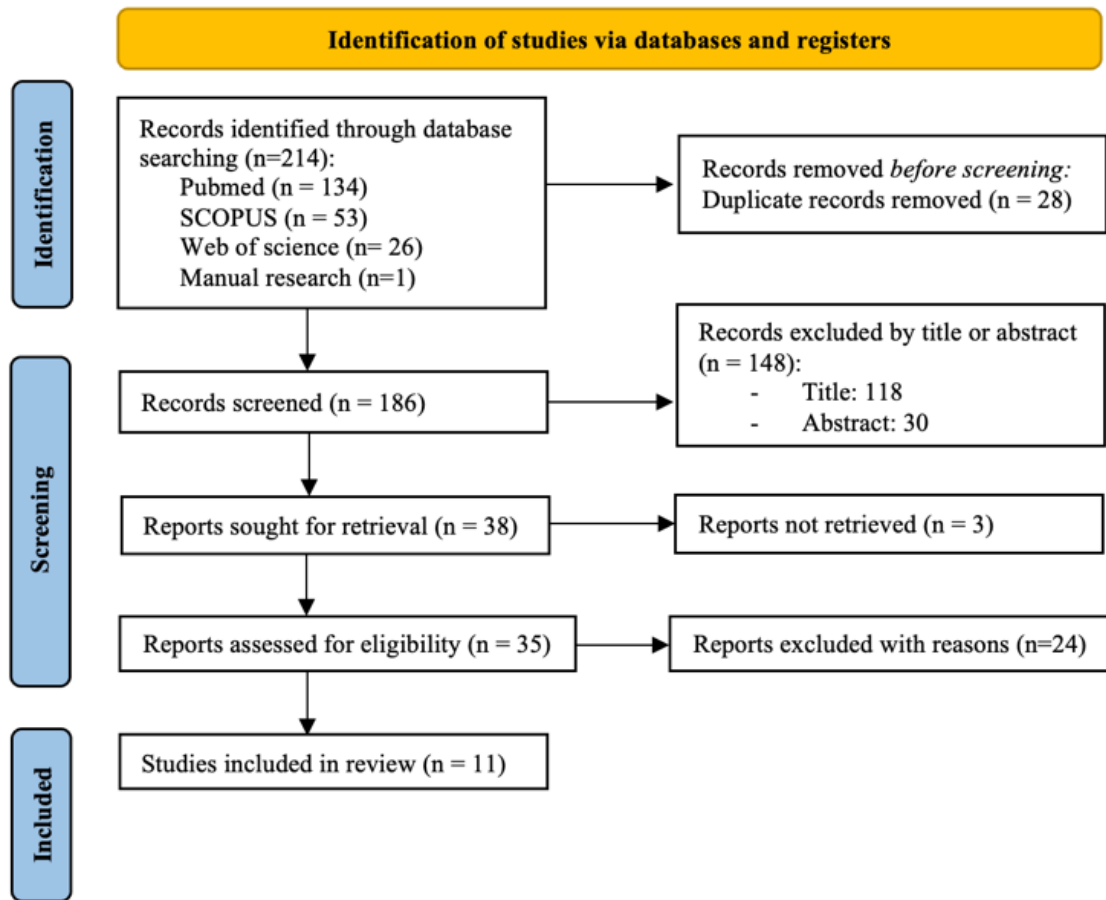 Identification of studies via databases and registers
Identification
Records identified through database
searching (n=214):
Pubmed (n = 134)
SCOPUS (n = 53)
Web of science (n= 26)
Manual research (n=1)
Records removed before screening:
Duplicate records removed (n = 28)
Screening
Records screened (n = 186)
Records excluded by title or abstract
(n = 148):
- Title: 118
- Abstract: 30
Reports sought for retrieval (n = 38)
Reports not retrieved (n = 3)
Reports assessed for eligibility (n = 35)
Reports excluded with reasons (n=24)
Included
Studies included in review (n = 11)